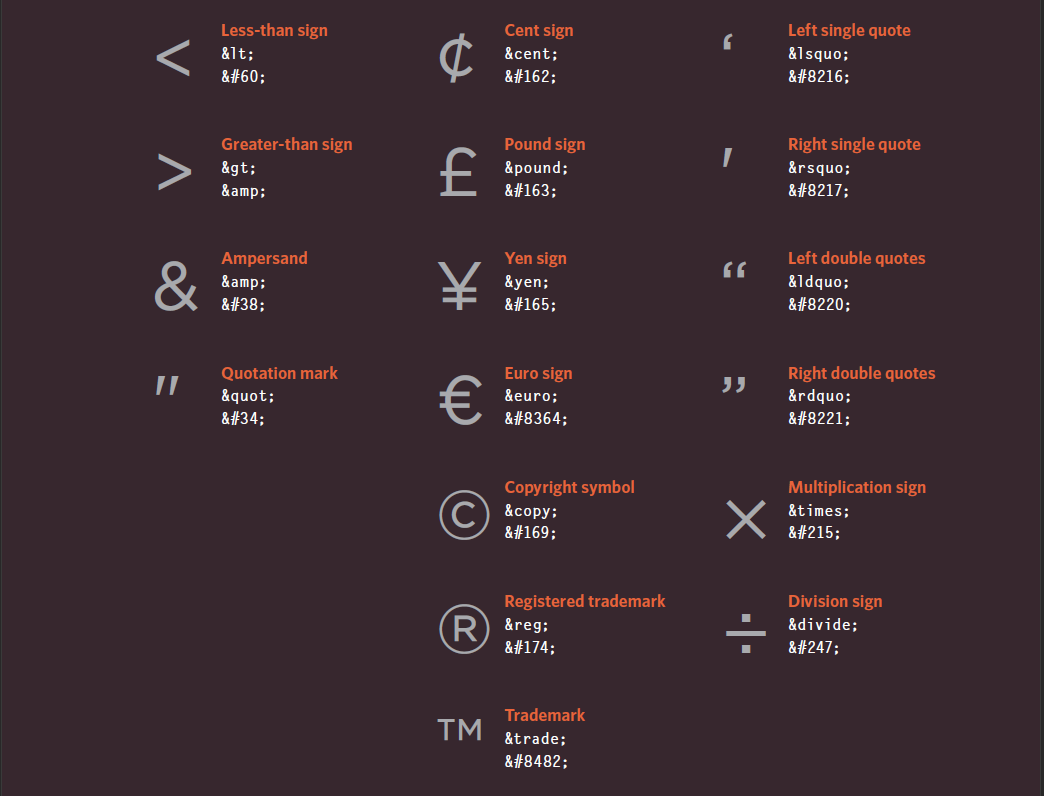 <
Less-than sign
&lt;
&#60;
>
Greater-than sign
&gt;
&amp;
&
Ampersand
&amp;
&#38;
"
Quotation mark
&quot;
&#34;
¢
Cent sign
&cent;
&#162;
£
Pound sign
&pound;
&#163;
¥
Yen sign
&yen;
&#165;
€
Euro sign
&euro;
&#8364;
©
Copyright symbol
&copy;
&#169;
®
Registered trademark
&reg;
&#174;
™
Trademark
&trade;
&#8482;
‘
Left single quote
&lsquo;
&#8216;
'
Right single quote
&rsquo;
&#8217;
“
Left double quotes
&ldquo;
&#8220;
”
Right double quotes
&rdquo;
&#8221;
×
Multiplication sign
&times;
&#215;
÷
Division sign
&divide;
&#247;